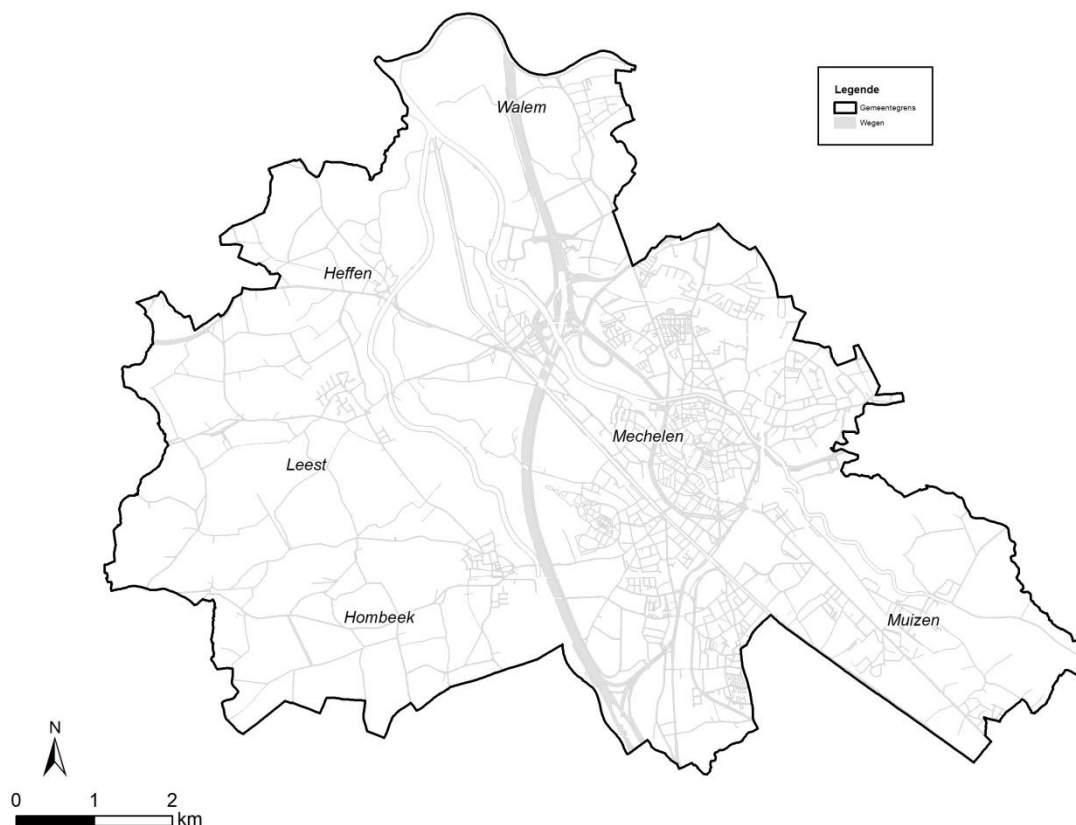 Walem
Legende
Gemeentegrens
Wegen
Heffen
Mechelen
Leest
Hombeek
Muizen
N
0 1 2
km